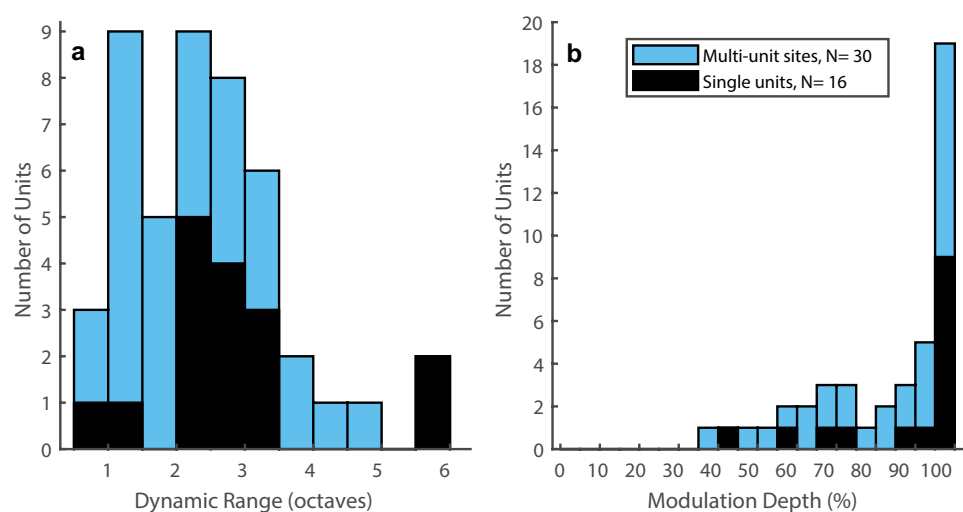 a
9
8
7
6
5
4
3
2
1
0
Number of Units
1 2 3 4 5 6
Dynamic Range (octaves)
b
Multi-unit sites, N= 30
Single units, N= 16
20
18
16
14
12
10
8
6
4
2
0
Number of Units
0 10 20 30 40 50 60 70 80 90 100
Modulation Depth (%)